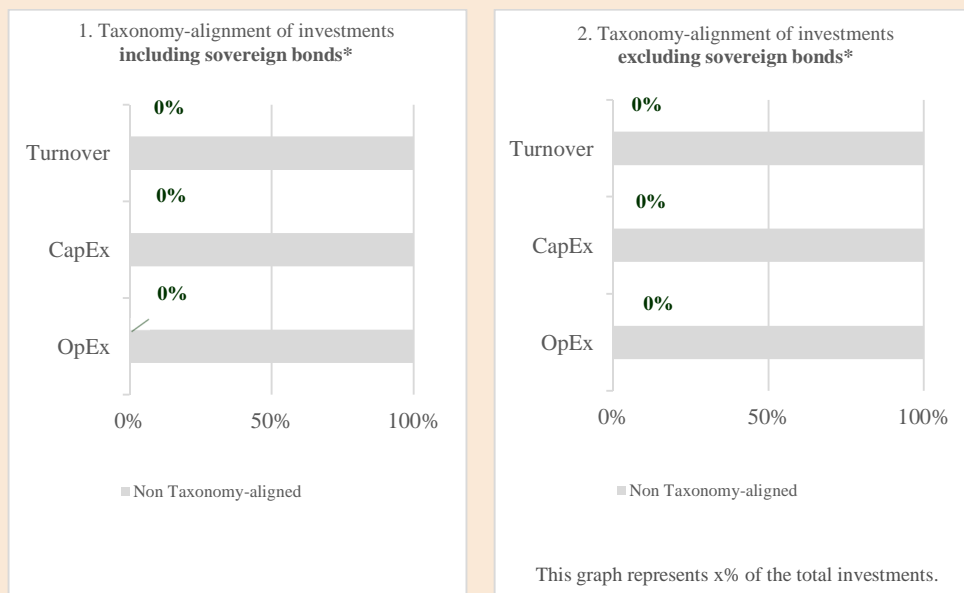 1. Taxonomy-alignment of investments
including sovereign bonds*
0%
Turnover
0%
CapEx
0%
OpEx
0%
50%
100%
Non Taxonomy-aligned
2. Taxonomy-alignment of investments
excluding sovereign bonds*
0%
Turnover
0%
CapEx
0%
OpEx
0%
50%
100%
Non Taxonomy-aligned
This graph represents x% of the total investments.